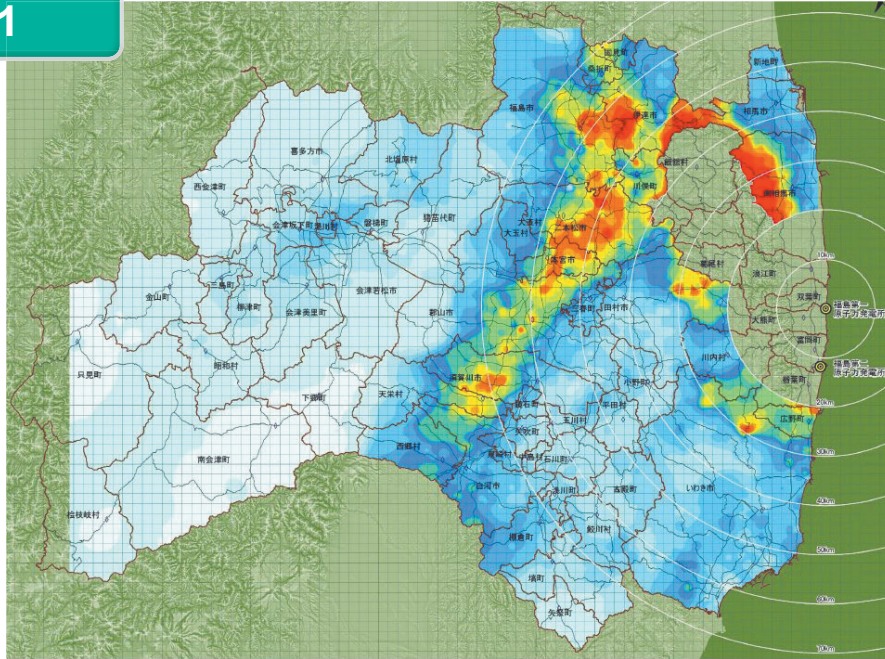 1
国見町
桑折町
新地町
福島市
伊達市
相馬市
喜多方市
北塩原村
飯舘村
川俣町
西会津町
南相馬市
猪苗代町
磐梯町
会津坂下町
湯川村
大玉村
二本松市
本宮市
葛尾村
浪江町
10km
三島町
金山町
会津若松市
双葉町
福島第一
原子力発電所
柳津町
会津美里町
郡山市
三春町
田村市
大熊町
富岡町
昭和村
川内村
只見町
福島第二
原子力発電所
須賀川市
小野町
楢葉町
下郷町
天栄村
鏡石町
平田村
20km
玉川村
広野町
矢吹町
西郷村
30km
南会津町
泉崎村
中島村
石川町
白河市
浅川町
古殿町
いわき市
40km
檜枝岐村
鮫川村
棚倉町
50km
塙町
60km
矢祭町
70km